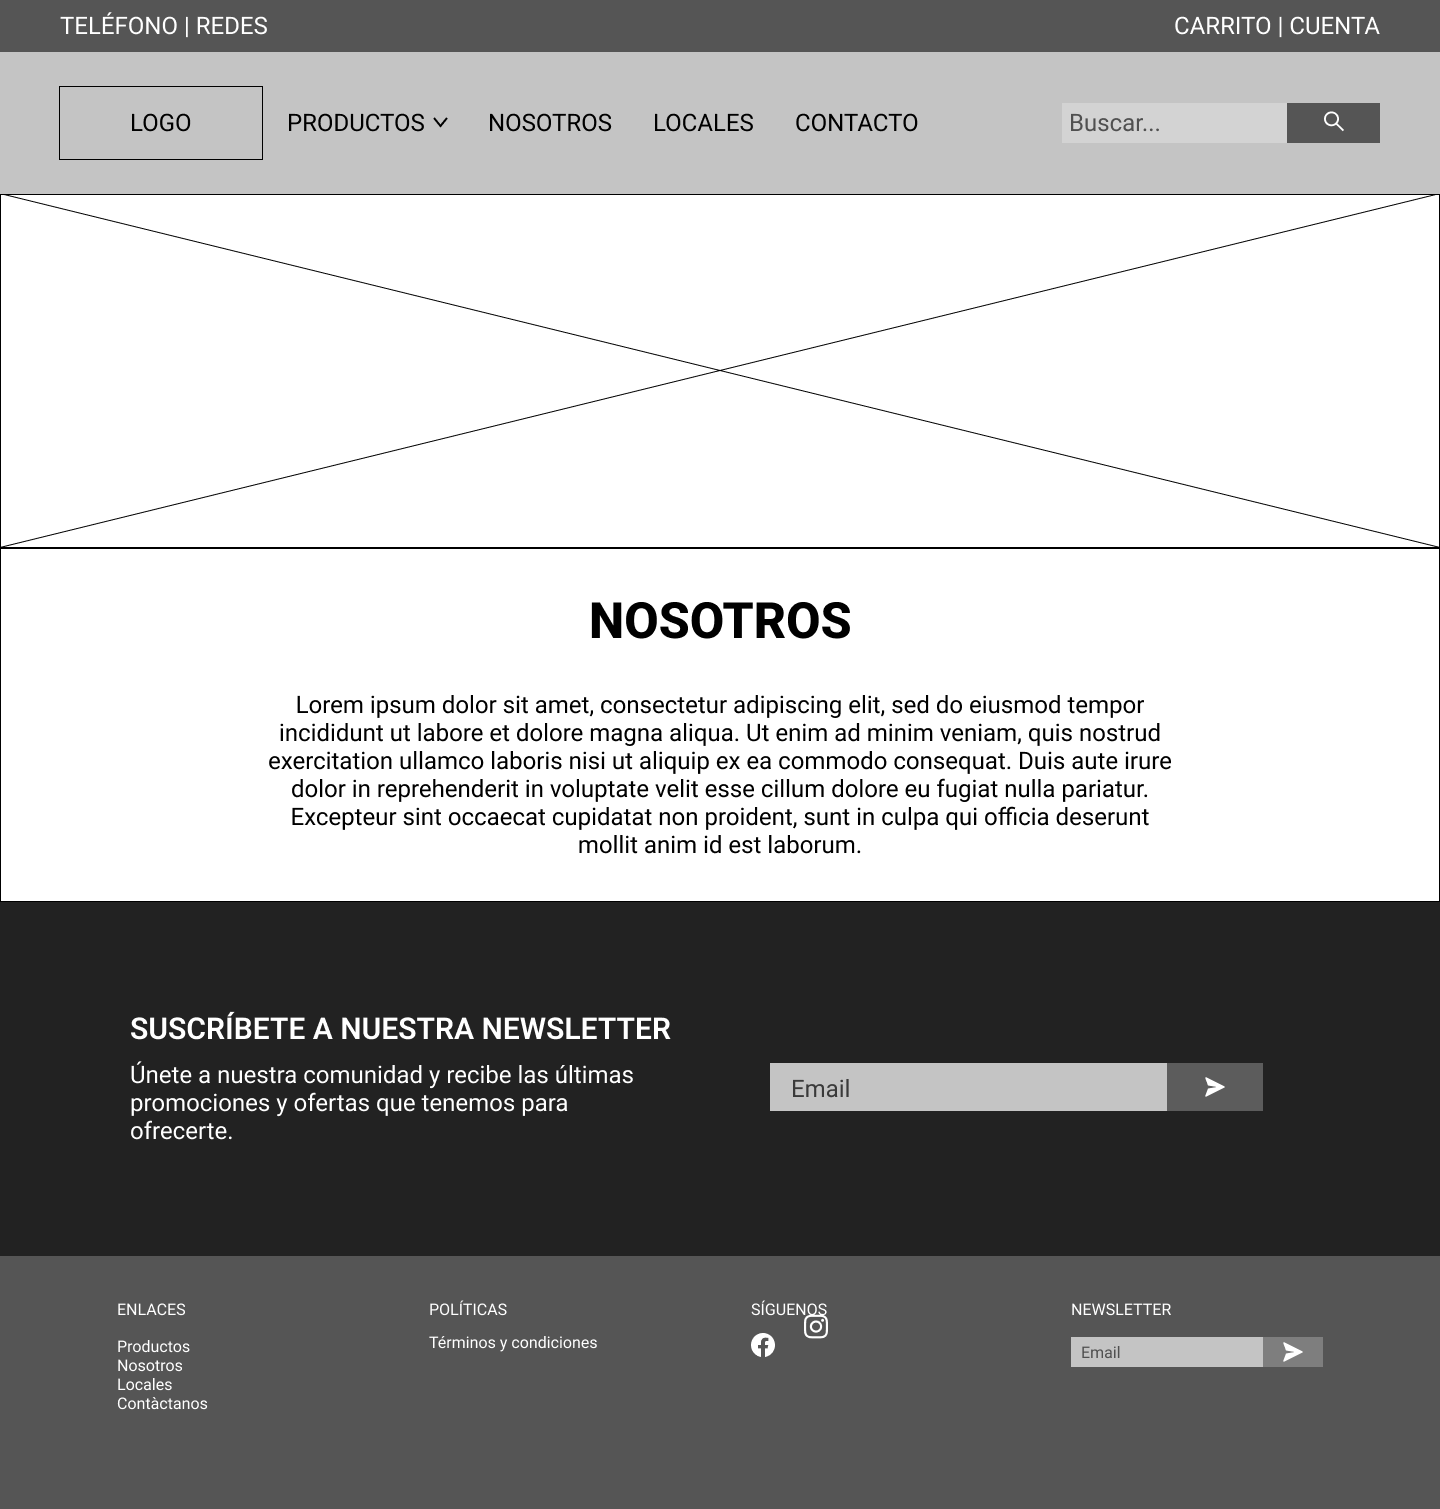 TELÉFONO | REDES
CARRITO | CUENTA
LOGO
PRODUCTOS
NOSOTROS
LOCALES
CONTACTO
Buscar...
NOSOTROS
Lorem ipsum dolor sit amet, consectetur adipiscing elit, sed do eiusmod tempor
incididunt ut labore et dolore magna aliqua. Ut enim ad minim veniam, quis nostrud
exercitation ullamco laboris nisi ut aliquip ex ea commodo consequat. Duis aute irure
dolor in reprehenderit in voluptate velit esse cillum dolore eu fugiat nulla pariatur.
Excepteur sint occaecat cupidatat non proident, sunt in culpa qui officia deserunt
mollit anim id est laborum.
SUSCRÍBETE A NUESTRA NEWSLETTER
Únete a nuestra comunidad y recibe las últimas
promociones y ofertas que tenemos para
ofrecerte.
Email
ENLACES
Productos
Nosotros
Locales
Contàctanos
POLÍTICAS
Términos y condiciones
SÍGUENOS
NEWSLETTER
Email